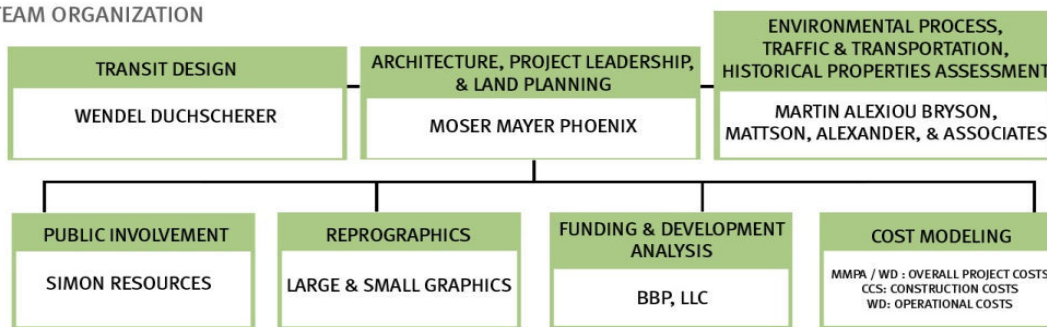 TEAM ORGANIZATION
TRANSIT DESIGN
WENDEL DUCHSCHERER
ARCHITECTURE, PROJECT LEADERSHIP,
& LAND PLANNING
MOSER MAYER PHOENIX
ENVIRONMENTAL PROCESS,
TRAFFIC & TRANSPORTATION,
HISTORICAL PROPERTIES ASSESSMENT
MARTIN ALEXIOU BRYSON,
MATTSON, ALEXANDER, & ASSOCIATES
PUBLIC INVOLVEMENT
SIMON RESOURCES
REPROGRAPHICS
LARGE & SMALL GRAPHICS
FUNDING & DEVELOPMENT
ANALYSIS
BBP, LLC
COST MODELING
MMPA / WD : OVERALL PROJECT COSTS
CCS: CONSTRUCTION COSTS
WD: OPERATIONAL COSTS